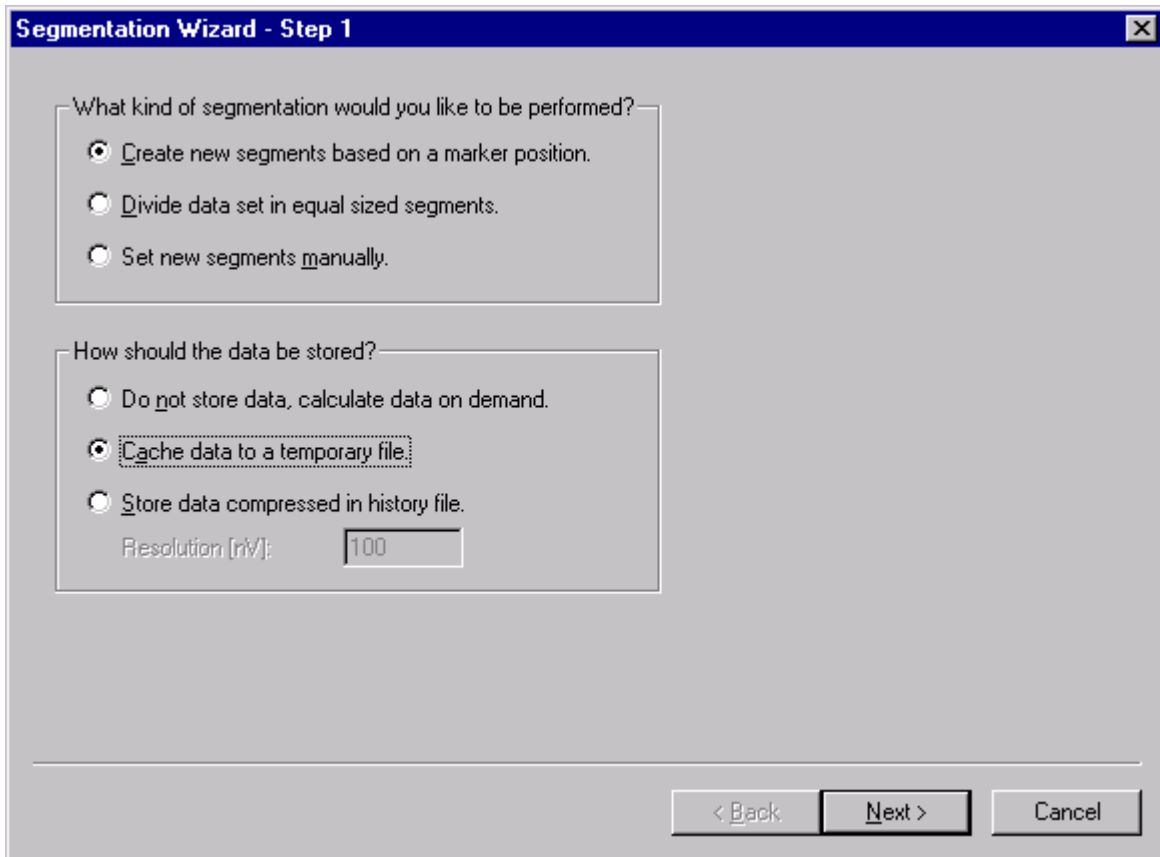 Segmentation Wizard - Step 1
What kind of segmentation would you like to be performed?
Create new segments based on a marker position.
Divide data set in equal sized segments.
Set new segments manually.
How should the data be stored?
Do not store data, calculate data on demand.
Cache data to a temporary file.
Store data compressed in history file.
Resolution [nV]: 100
< Back Next > Cancel